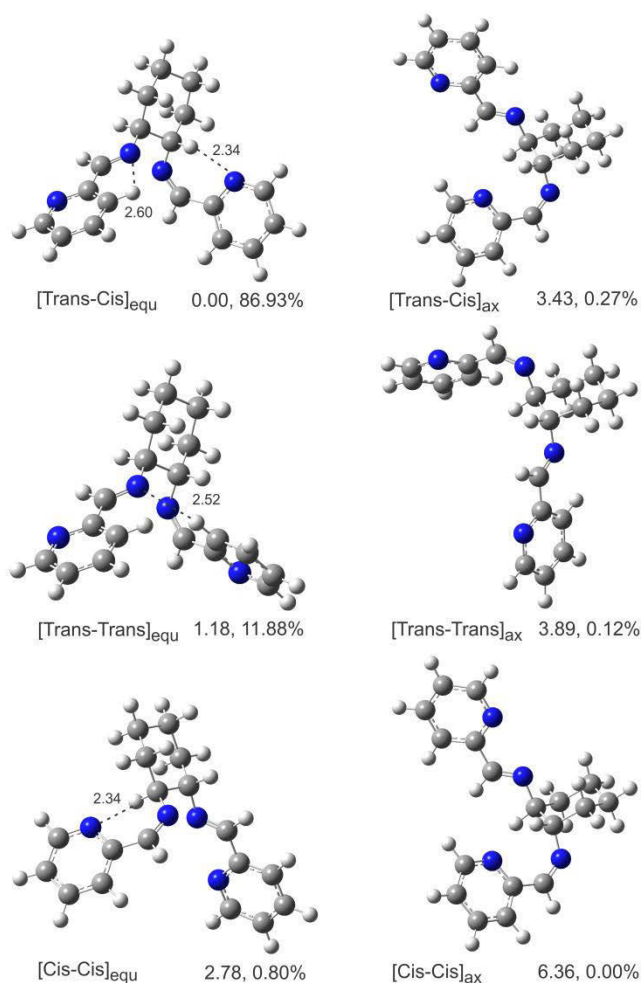 2.34
2.60
[Trans-Cis]equ 0.00, 86.93%
[Trans-Cis]ax 3.43, 0.27%
2.52
[Trans-Trans]equ 1.18, 11.88%
[Trans-Trans]ax 3.89, 0.12%
2.34
[Cis-Cis]equ 2.78, 0.80%
[Cis-Cis]ax 6.36, 0.00%